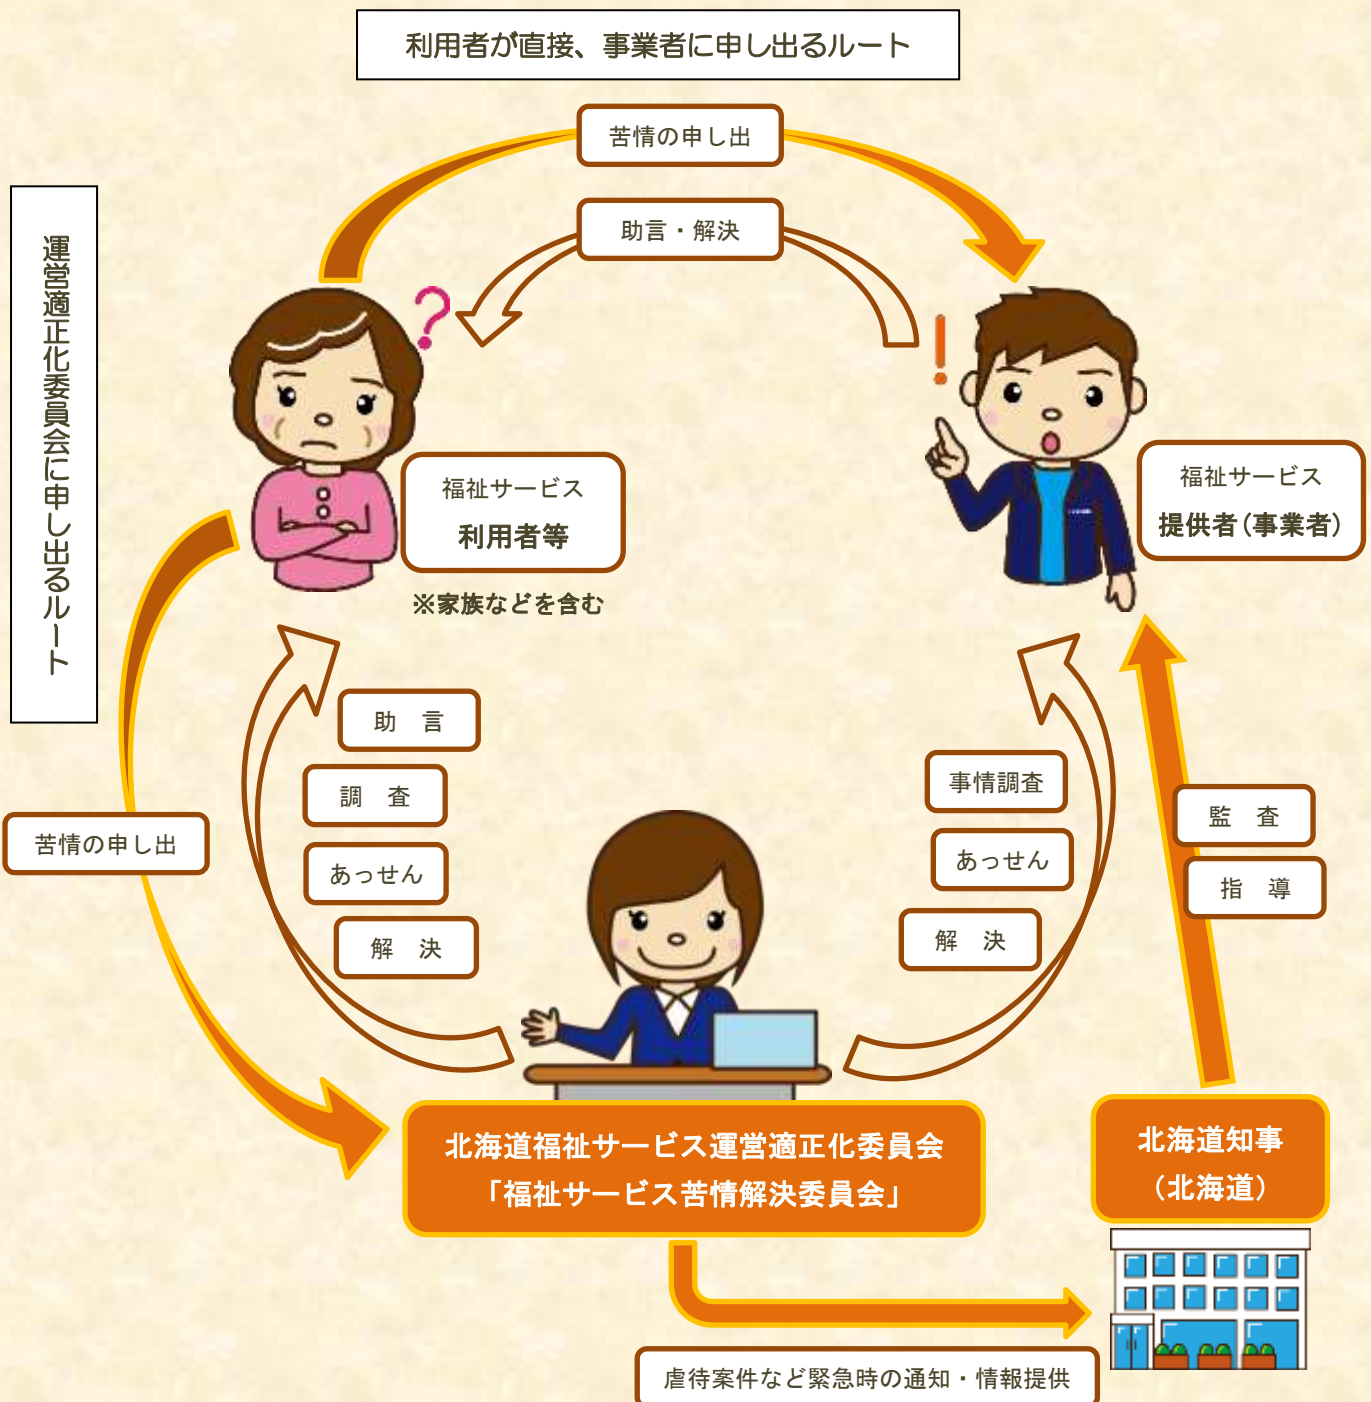 利用者が直接、事業者に申し出るルート
苦情の申し出
助言・解決
運営適正化委員会に申し出るルート
?
!
福祉サービス
利用者等
※家族などを含む
福祉サービス
提供者(事業者)
助　言
調　査
あっせん
解　決
苦情の申し出
事情調査
あっせん
解　決
監　査
指　導
北海道福祉サービス運営適正化委員会
「福祉サービス苦情解決委員会」
北海道知事
（北海道）
虐待案件など緊急時の通知・情報提供